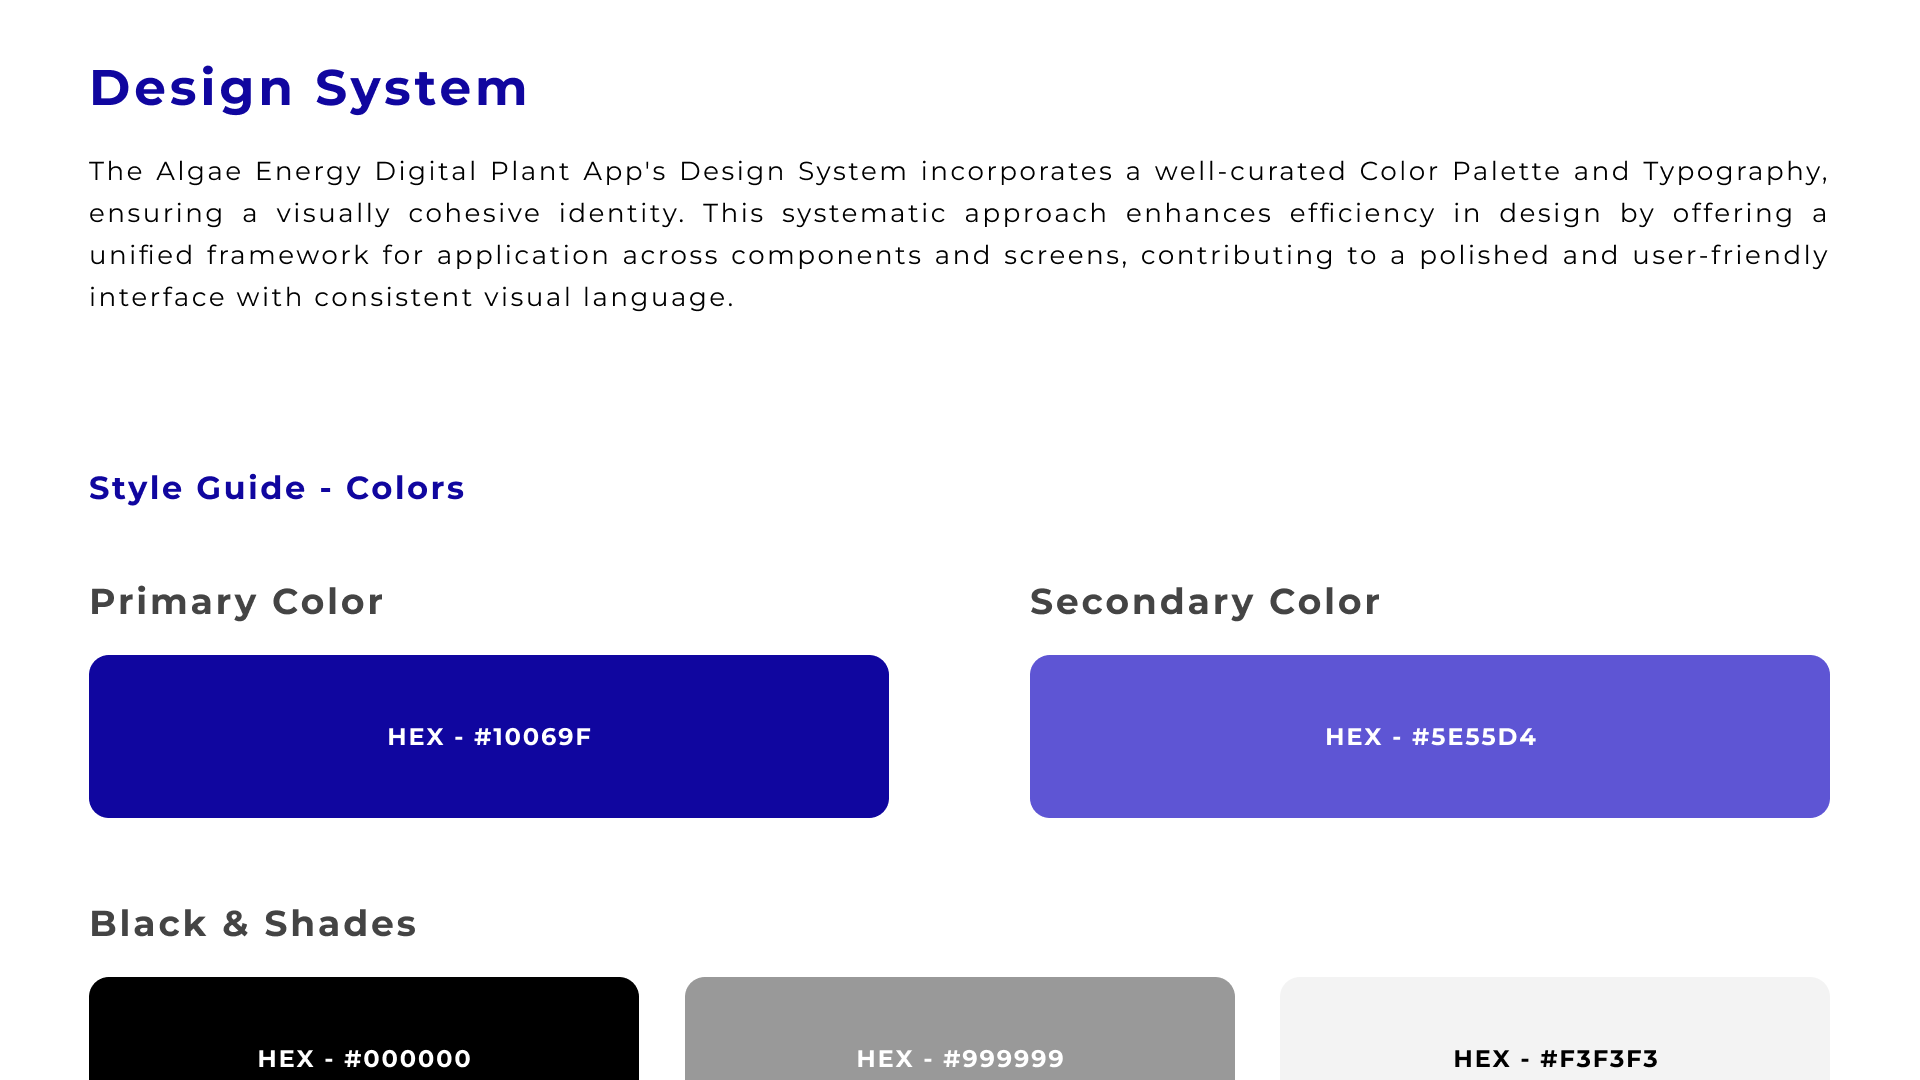 Design System
The Algae Energy Digital Plant App's Design System incorporates a well-curated Color Palette and Typography,
ensuring a visually cohesive identity. This systematic approach enhances efficiency in design by offering a
unified framework for application across components and screens, contributing to a polished and user-friendly
interface with consistent visual language.
Style Guide - Colors
Primary Color
Secondary Color
HEX - #10069F
HEX - #5E55D4
Black & Shades
HEX - #000000
HEX - #999999
HEX - #F3F3F3